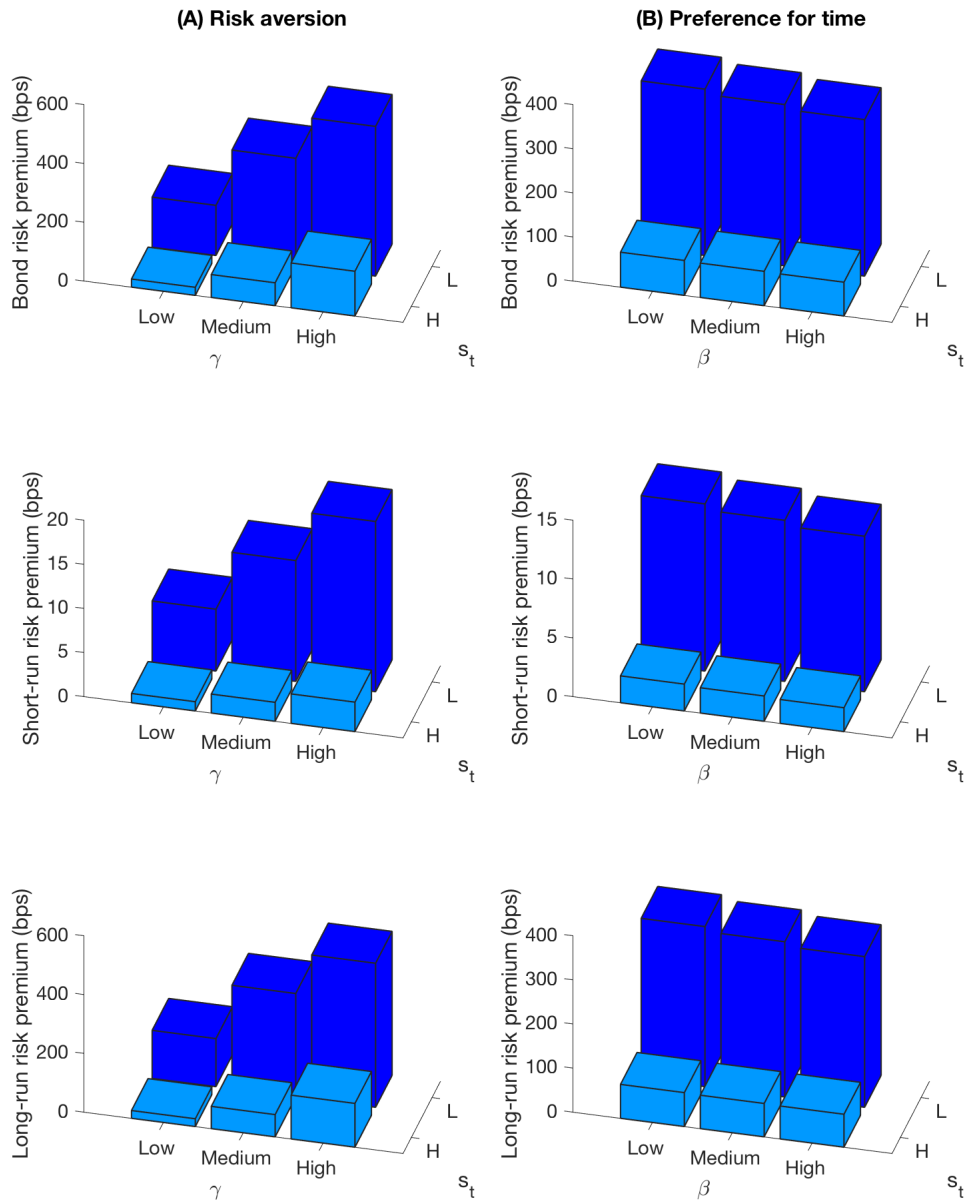 (A) Risk aversion
(B) Preference for time
Bond risk premium (bps)
600
400
200
0
Low
Medium
High
γ
H
L
s_t
Bond risk premium (bps)
400
300
200
100
0
Low
Medium
High
β
H
L
s_t
Short-run risk premium (bps)
20
15
10
5
0
Low
Medium
High
γ
H
L
s_t
Short-run risk premium (bps)
15
10
5
0
Low
Medium
High
β
H
L
s_t
Long-run risk premium (bps)
600
400
200
0
Low
Medium
High
γ
H
L
s_t
Long-run risk premium (bps)
400
300
200
100
0
Low
Medium
High
β
H
L
s_t